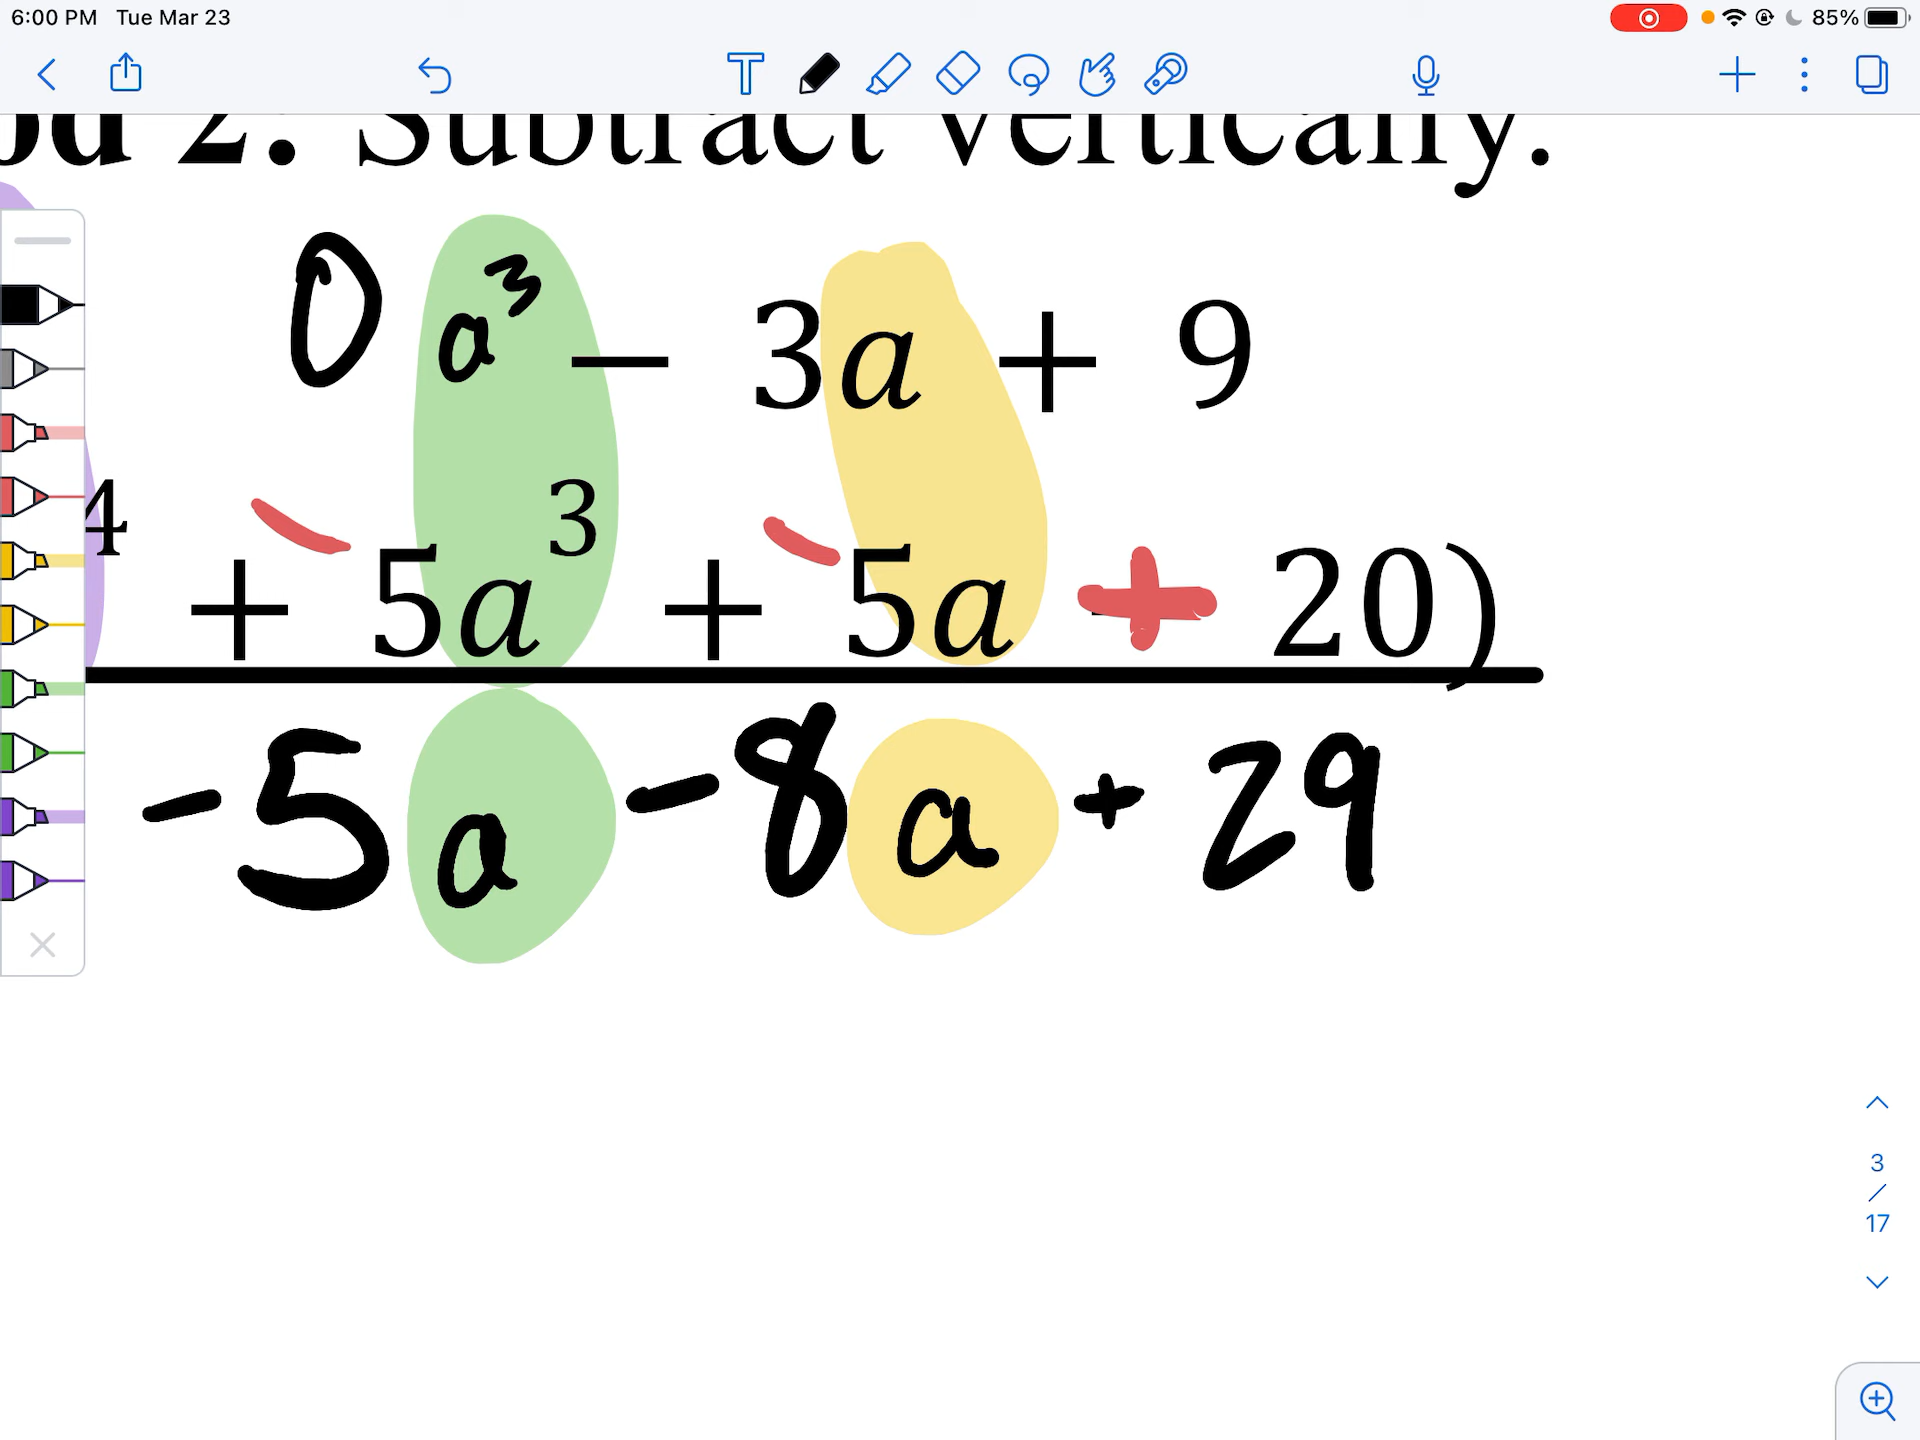 6:00 PM Tue Mar 23 85%
2: Subtract vertically.
0a³ − 3a + 9
4 + 5a³ + 5a + 20)
-5a -8a + 29
3
/
17